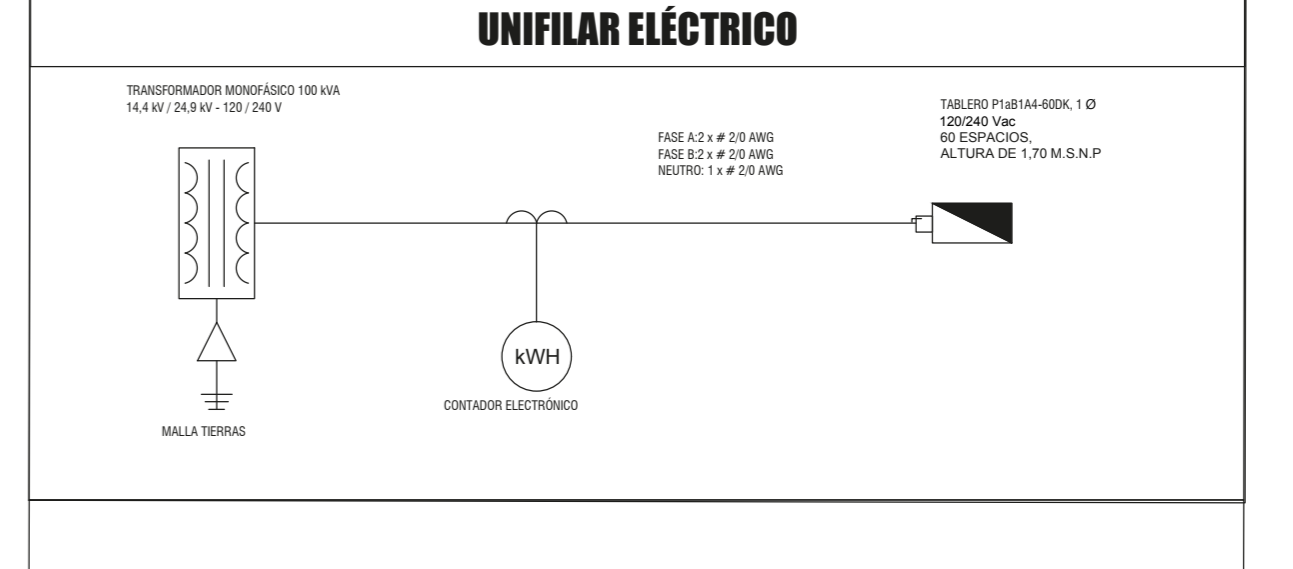 UNIFILAR ELÉCTRICO
TRANSFORMADOR MONOFÁSICO 100 kVA
14,4 kV / 24,9 kV - 120 / 240 V
FASE A:2 x # 2/0 AWG
FASE B:2 x # 2/0 AWG
NEUTRO: 1 x # 2/0 AWG
TABLERO P1aB1A4-60DK, 1 Ø
120/240 Vac
60 ESPACIOS,
ALTURA DE 1,70 M.S.N.P
kWH
CONTADOR ELECTRÓNICO
MALLA TIERRAS